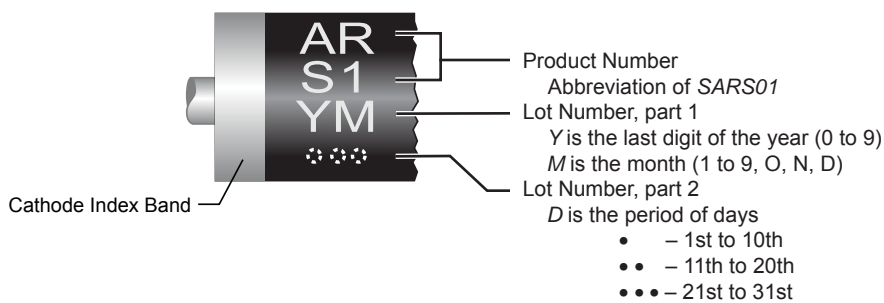 AR
S1
YM
Product Number
Abbreviation of SARS01
Lot Number, part 1
Y is the last digit of the year (0 to 9)
M is the month (1 to 9, O, N, D)
Lot Number, part 2
D is the period of days
• – 1st to 10th
•• – 11th to 20th
••• – 21st to 31st
Cathode Index Band